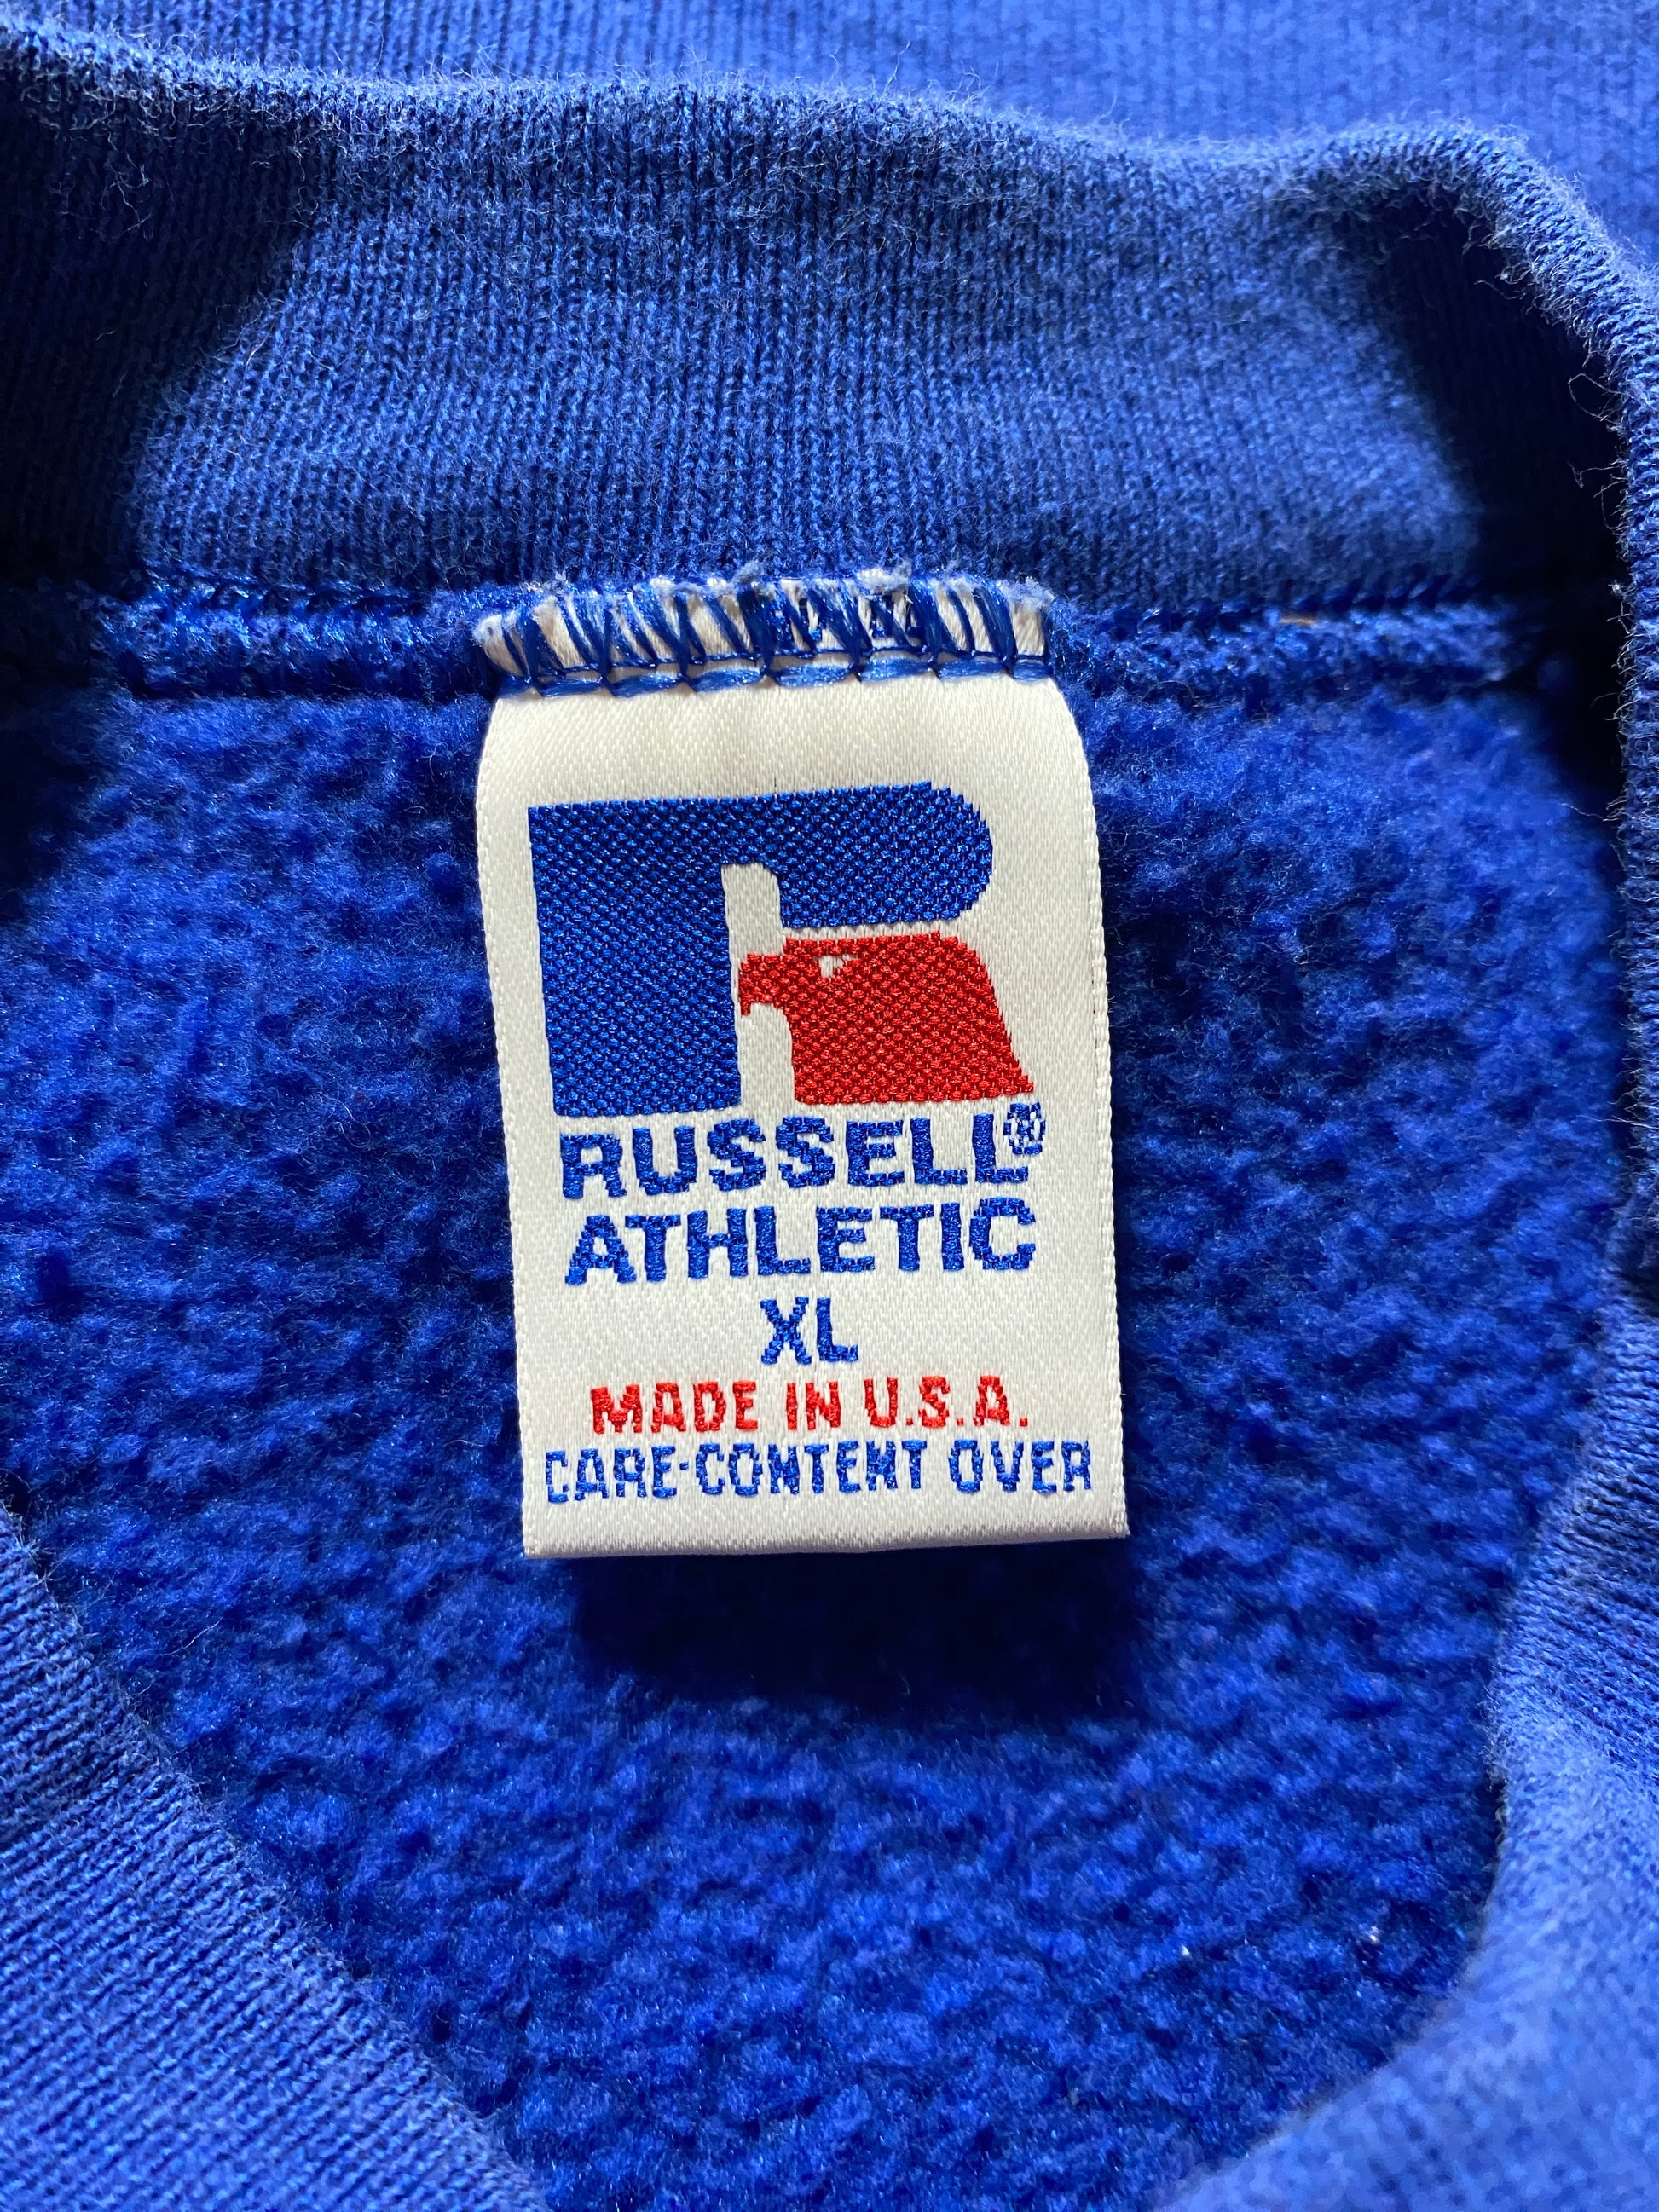 RUSSELL®
ATHLETIC
XL
MADE IN U.S.A.
CARE-CONTENT OVER